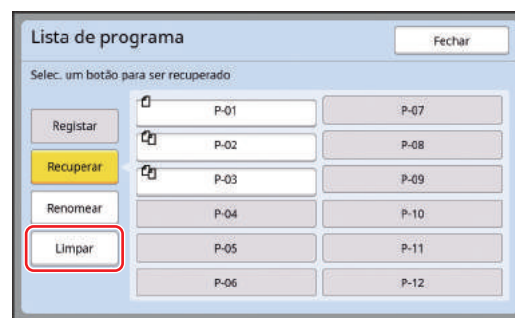 Lista de programa
Fechar
Selec. um botão para ser recuperado
Registar
Recuperar
Renomear
Limpar
P-01
P-02
P-03
P-04
P-05
P-06
P-07
P-08
P-09
P-10
P-11
P-12